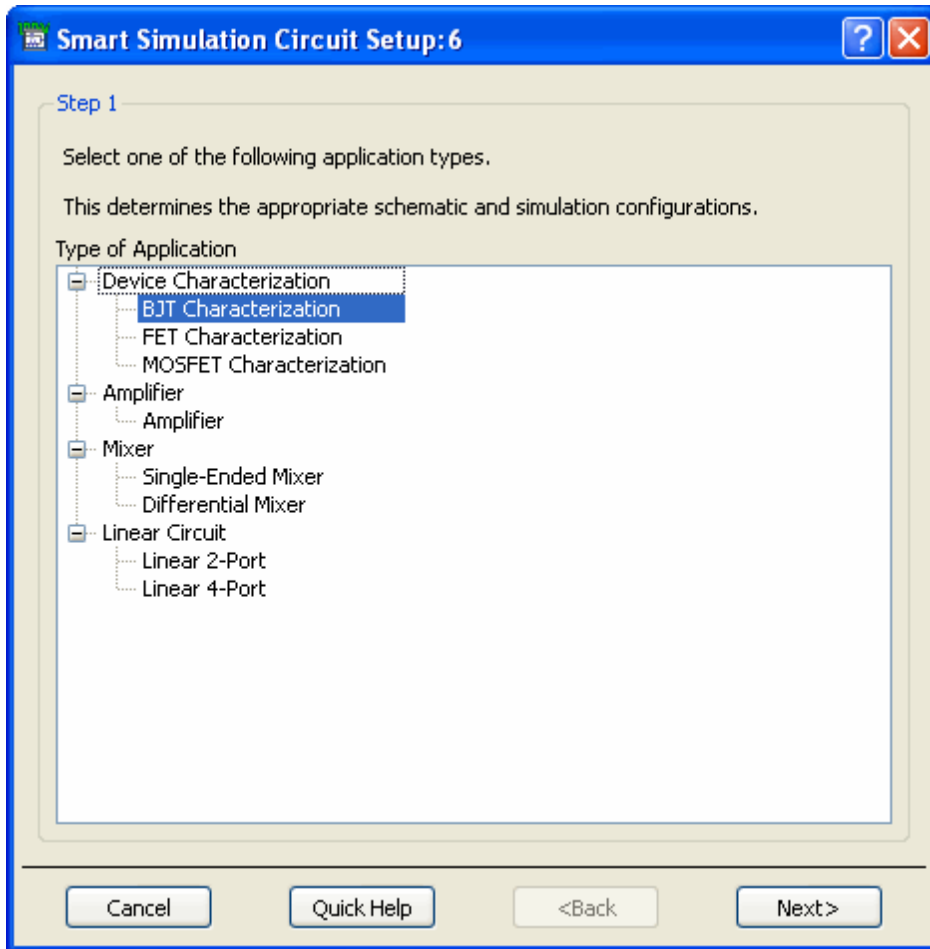 Smart Simulation Circuit Setup:6
?
Step 1
Select one of the following application types.
This determines the appropriate schematic and simulation configurations.
Type of Application
Device Characterization
BJT Characterization
FET Characterization
MOSFET Characterization
Amplifier
Amplifier
Mixer
Single-Ended Mixer
Differential Mixer
Linear Circuit
Linear 2-Port
Linear 4-Port
Cancel Quick Help <Back Next>